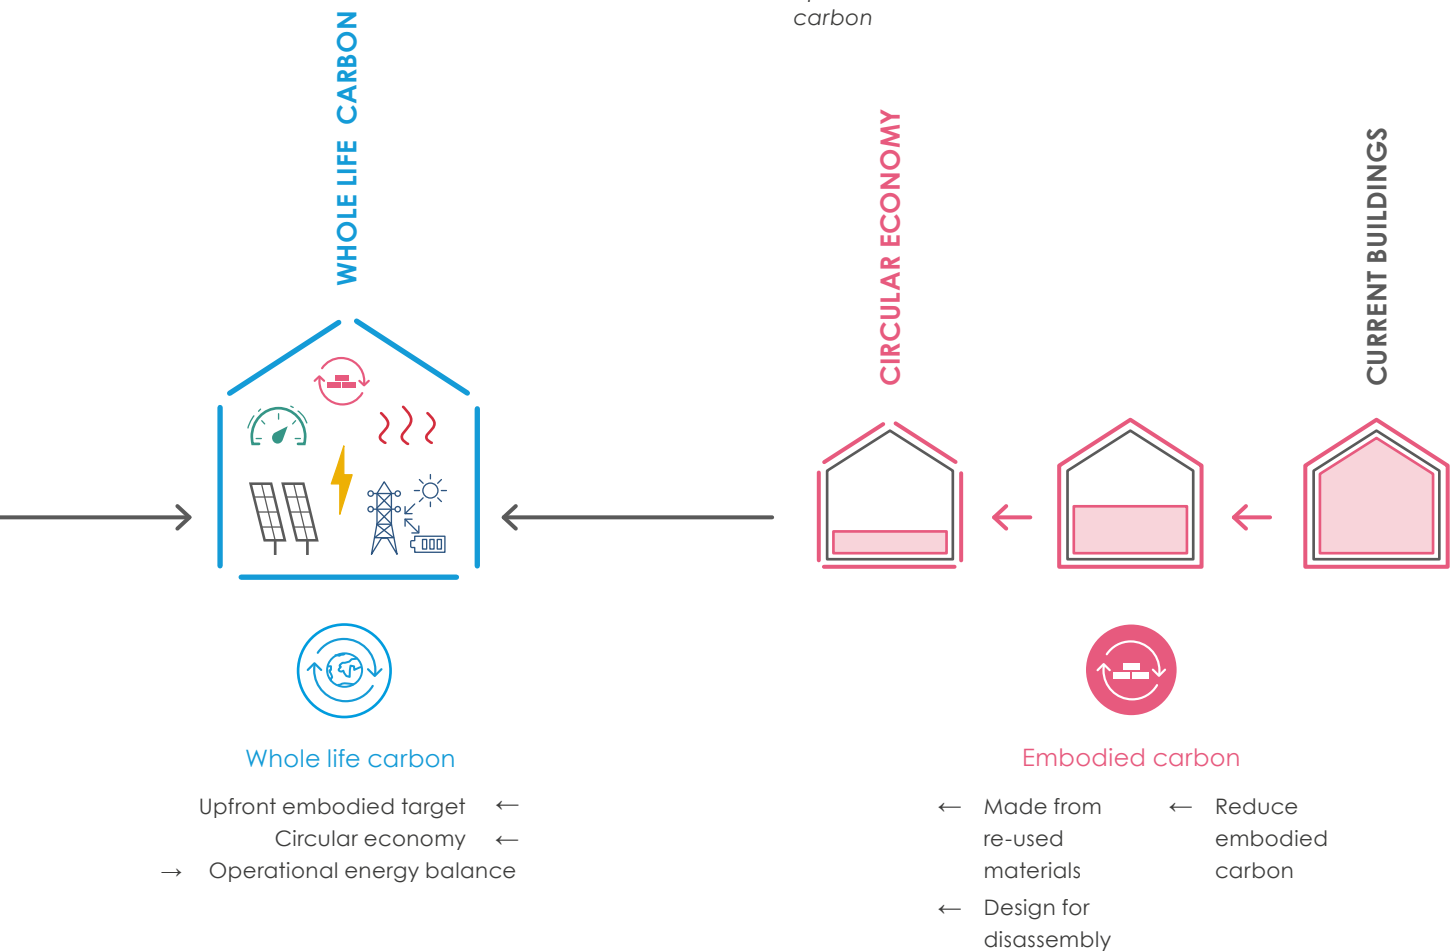 carbon
WHOLE LIFE CARBON
CIRCULAR ECONOMY
CURRENT BUILDINGS
Whole life carbon
Upfront embodied target ←
Circular economy ←
→ Operational energy balance
Embodied carbon
← Made from
re-used
materials
← Design for
disassembly
← Reduce
embodied
carbon